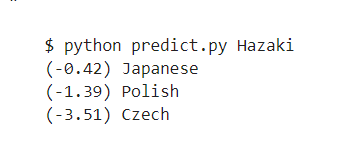 $ python predict.py Hazaki
(-0.42) Japanese
(-1.39) Polish
(-3.51) Czech